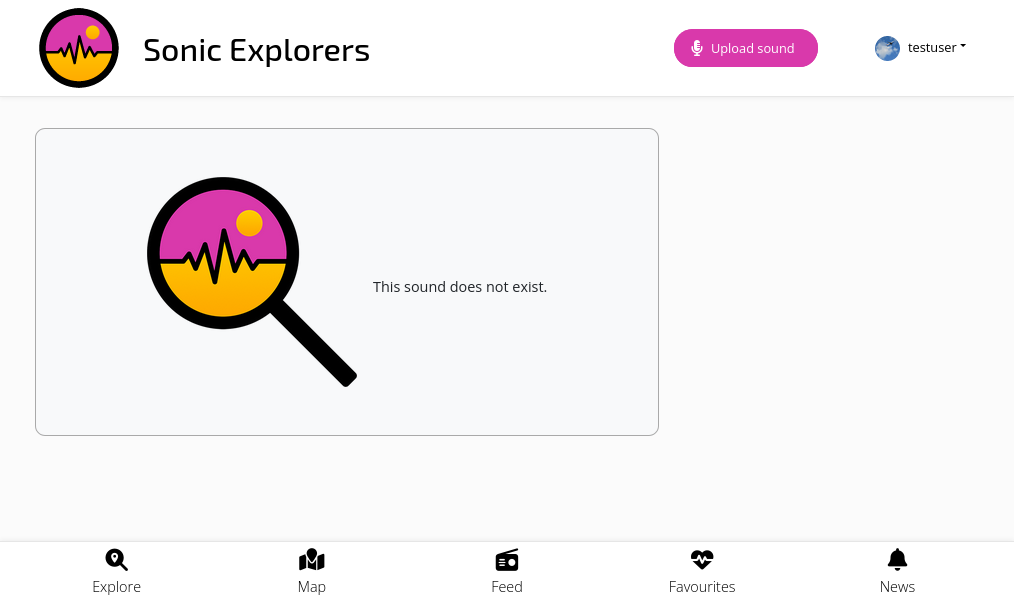 Sonic Explorers
Upload sound
testuser
This sound does not exist.
Explore
Map
Feed
Favourites
News